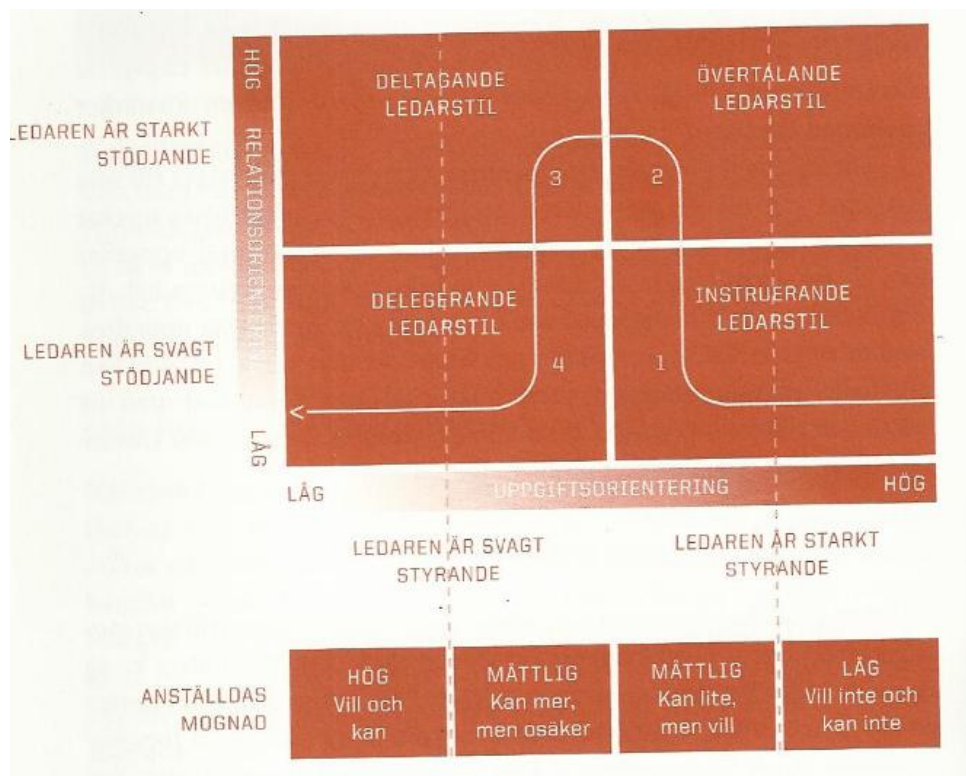 HÖG
RELATIONSORIENTERING
LÅG
LEDAREN ÄR STARKT
STÖDJANDE
LEDAREN ÄR SVAGT
STÖDJANDE
DELTAGANDE
LEDARSTIL
ÖVERTALANDE
LEDARSTIL
3
2
DELEGERANDE
LEDARSTIL
INSTRUERANDE
LEDARSTIL
4
1
LÅG
UPPGIFTSORIENTERING
HÖG
LEDAREN ÄR SVAGT
STYRANDE
LEDAREN ÄR STARKT
STYRANDE
ANSTÄLLDAS
MOGNAD
HÖG
Vill och
kan
MÅTTLIG
Kan mer,
men osäker
MÅTTLIG
Kan lite,
men vill
LÅG
Vill inte och
kan inte